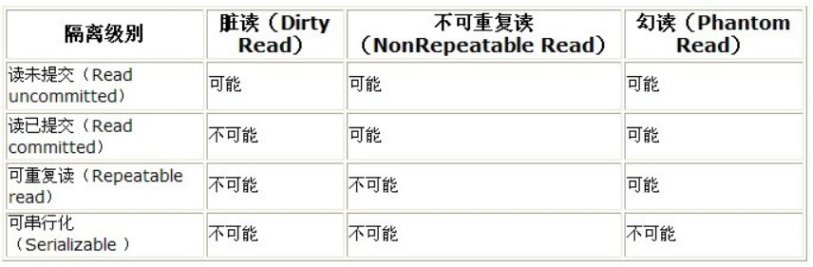 隔离级别 脏读（Dirty Read） 不可重复读（NonRepeatable Read） 幻读（Phantom Read）
读未提交（Read uncommitted） 可能 可能 可能
读已提交（Read committed） 不可能 可能 可能
可重复读（Repeatable read） 不可能 不可能 可能
可串行化（Serializable ） 不可能 不可能 不可能